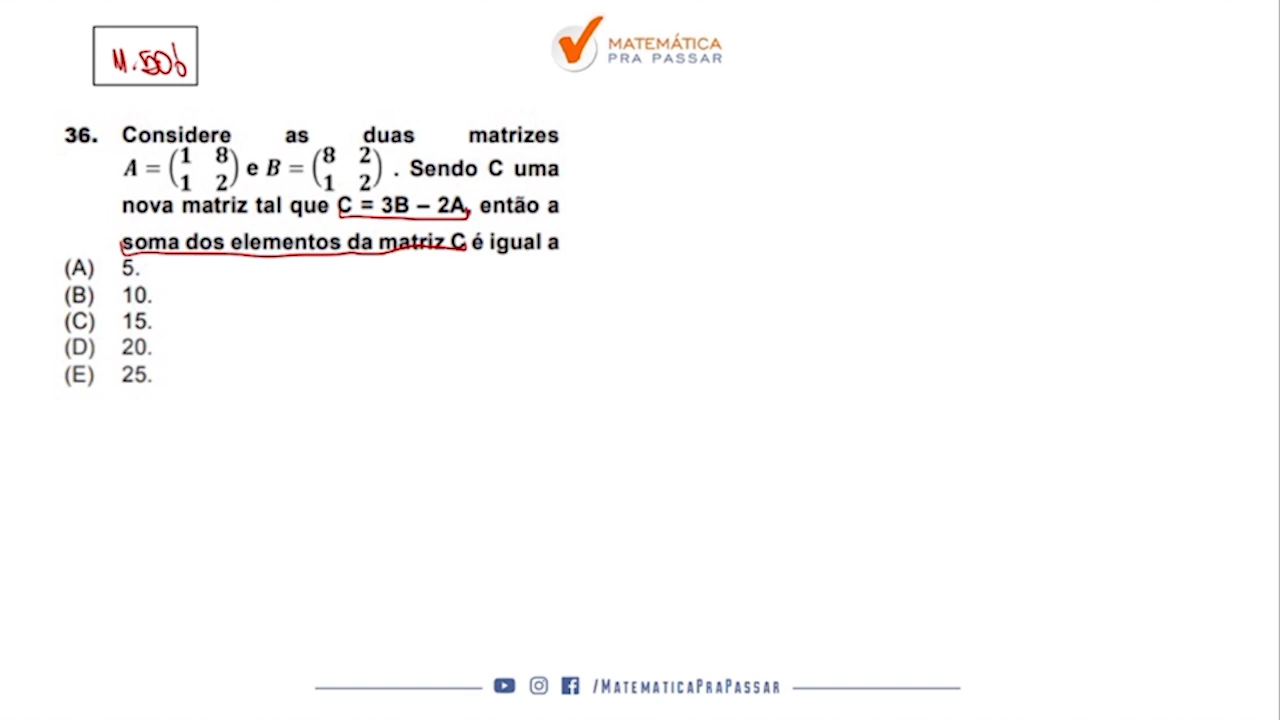 M.506
MATEMÁTICA
PRA PASSAR
36. Considere as duas matrizes
A = (1 8 1 2) e B = (8 2 1 2) . Sendo C uma
nova matriz tal que C = 3B – 2A, então a
soma dos elementos da matriz C é igual a
(A) 5.
(B) 10.
(C) 15.
(D) 20.
(E) 25.
/MATEMATICAPRAPASSAR